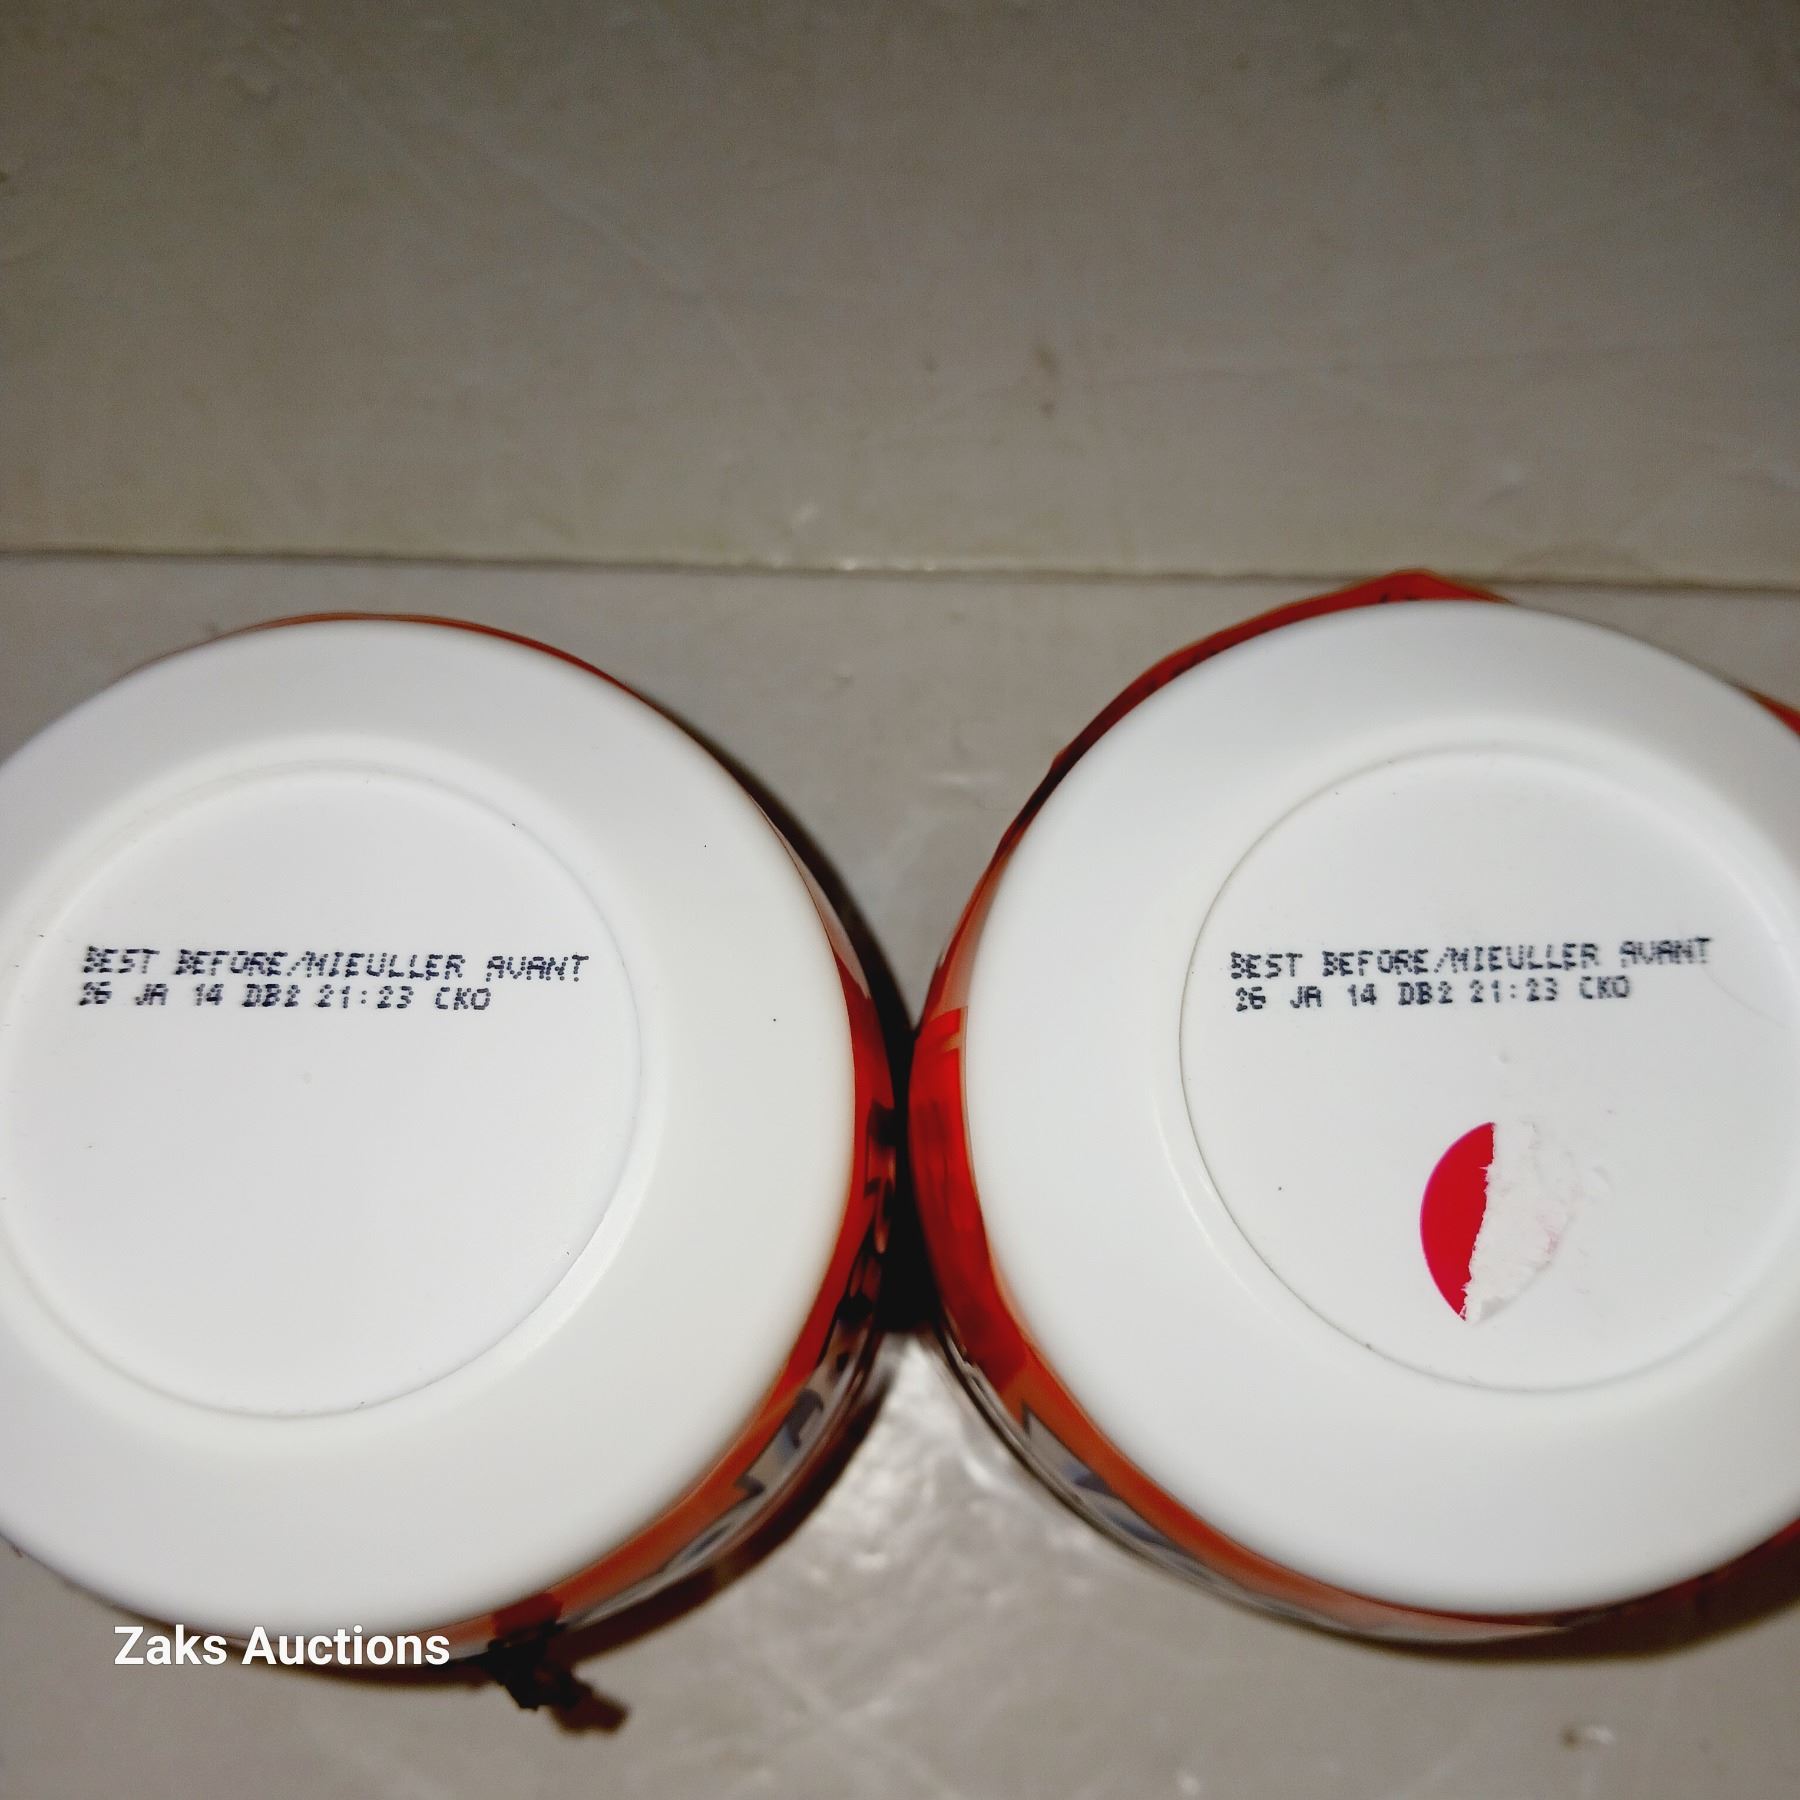 BEST BEFORE/MIEULLER AVANT
26 JA 14 DB2 21:23 CKO
BEST BEFORE/MIEULLER AVANT
26 JA 14 DB2 21:23 CKO
Zaks Auctions